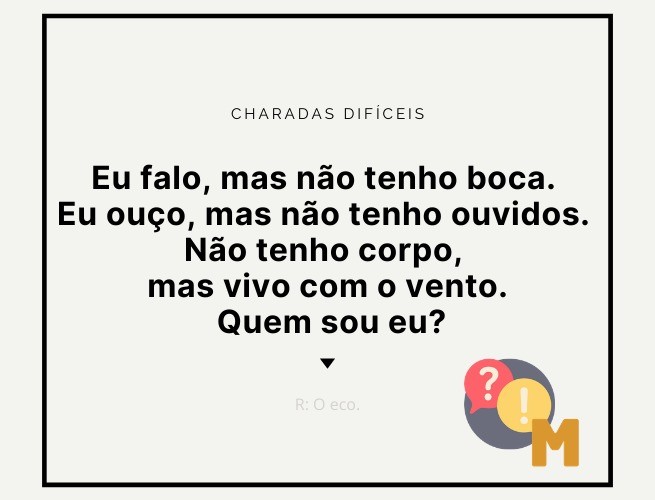 CHARADAS DIFÍCEIS
Eu falo, mas não tenho boca.
Eu ouço, mas não tenho ouvidos.
Não tenho corpo,
mas vivo com o vento.
Quem sou eu?
R: O eco.
? !
M